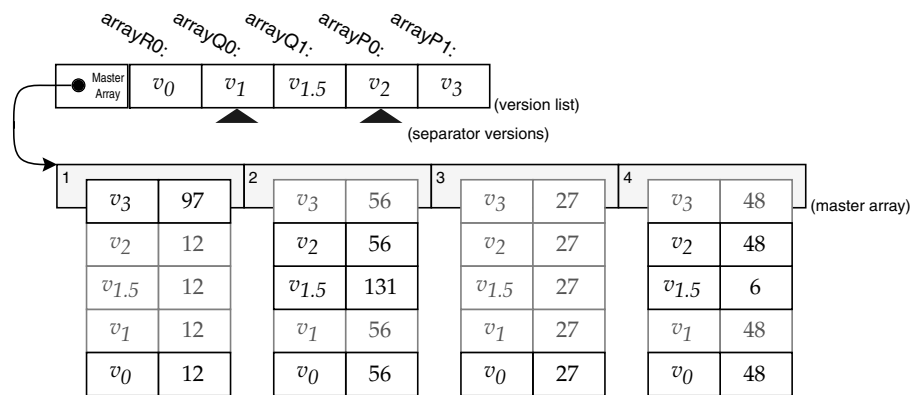 arrayR0: arrayQ0: arrayQ1: arrayP0: arrayP1:
Master Array v0 v1 v1.5 v2 v3
(version list)
(separator versions)
1 2 3 4
v3 97 v3 56 v3 27 v3 48
(master array)
v2 12 v2 56 v2 27 v2 48
v1.5 12 v1.5 131 v1.5 27 v1.5 6
v1 12 v1 56 v1 27 v1 48
v0 12 v0 56 v0 27 v0 48